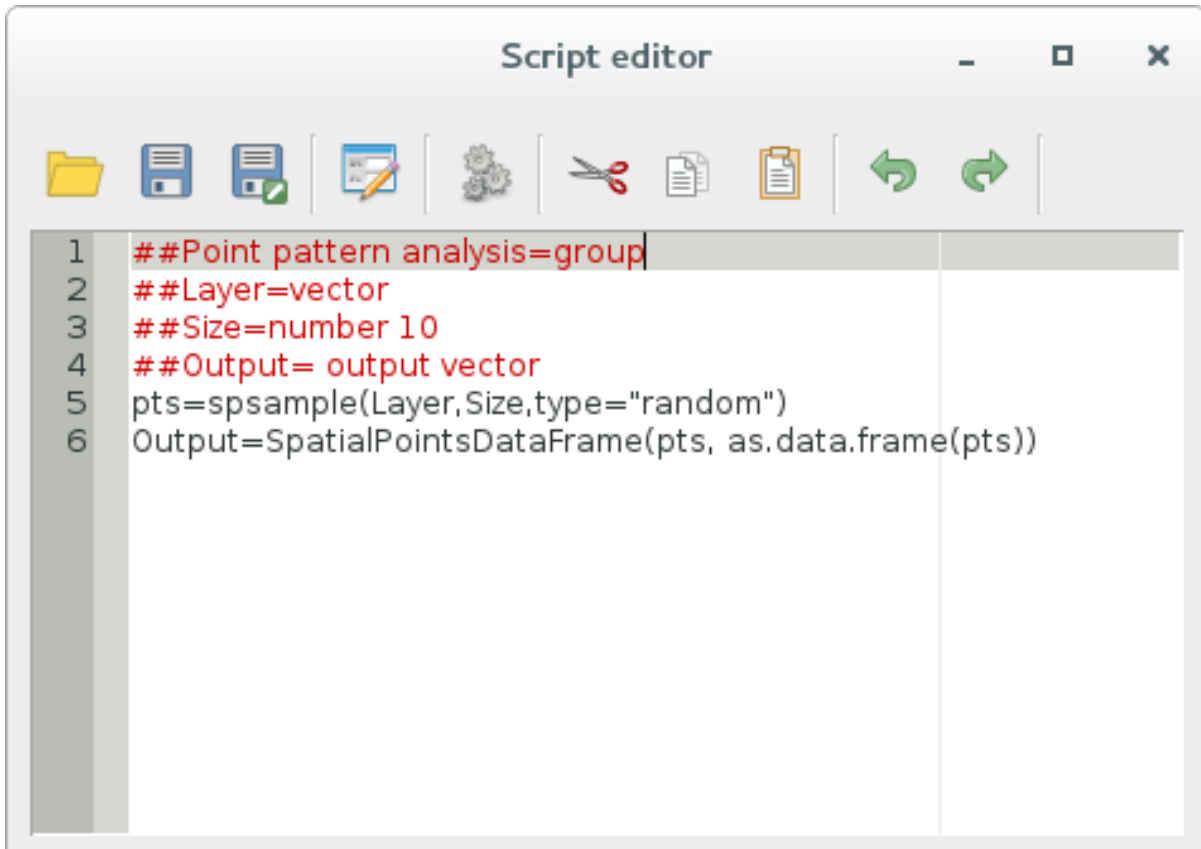 Script editor
1 ##Point pattern analysis=group
2 ##Layer=vector
3 ##Size=number 10
4 ##Output= output vector
5 pts=spsample(Layer,Size,type="random")
6 Output=SpatialPointsDataFrame(pts, as.data.frame(pts))